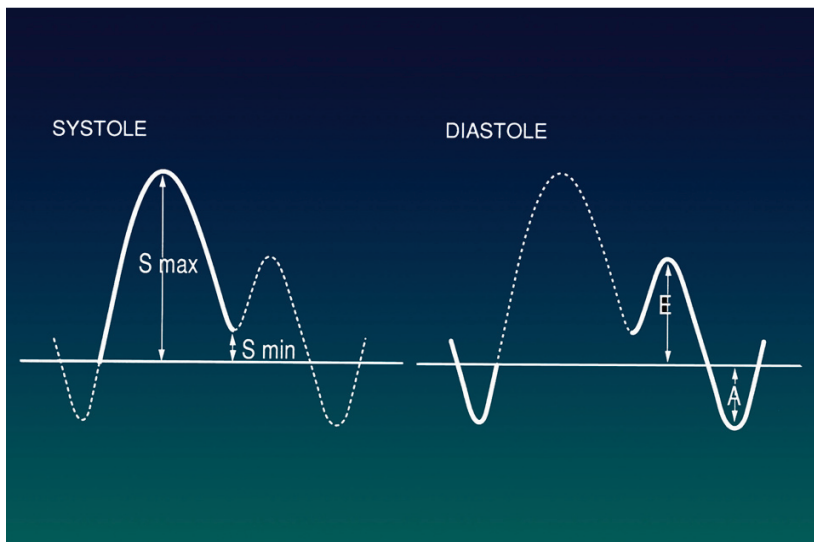 SYSTOLE
S max
S min
DIASTOLE
E
A